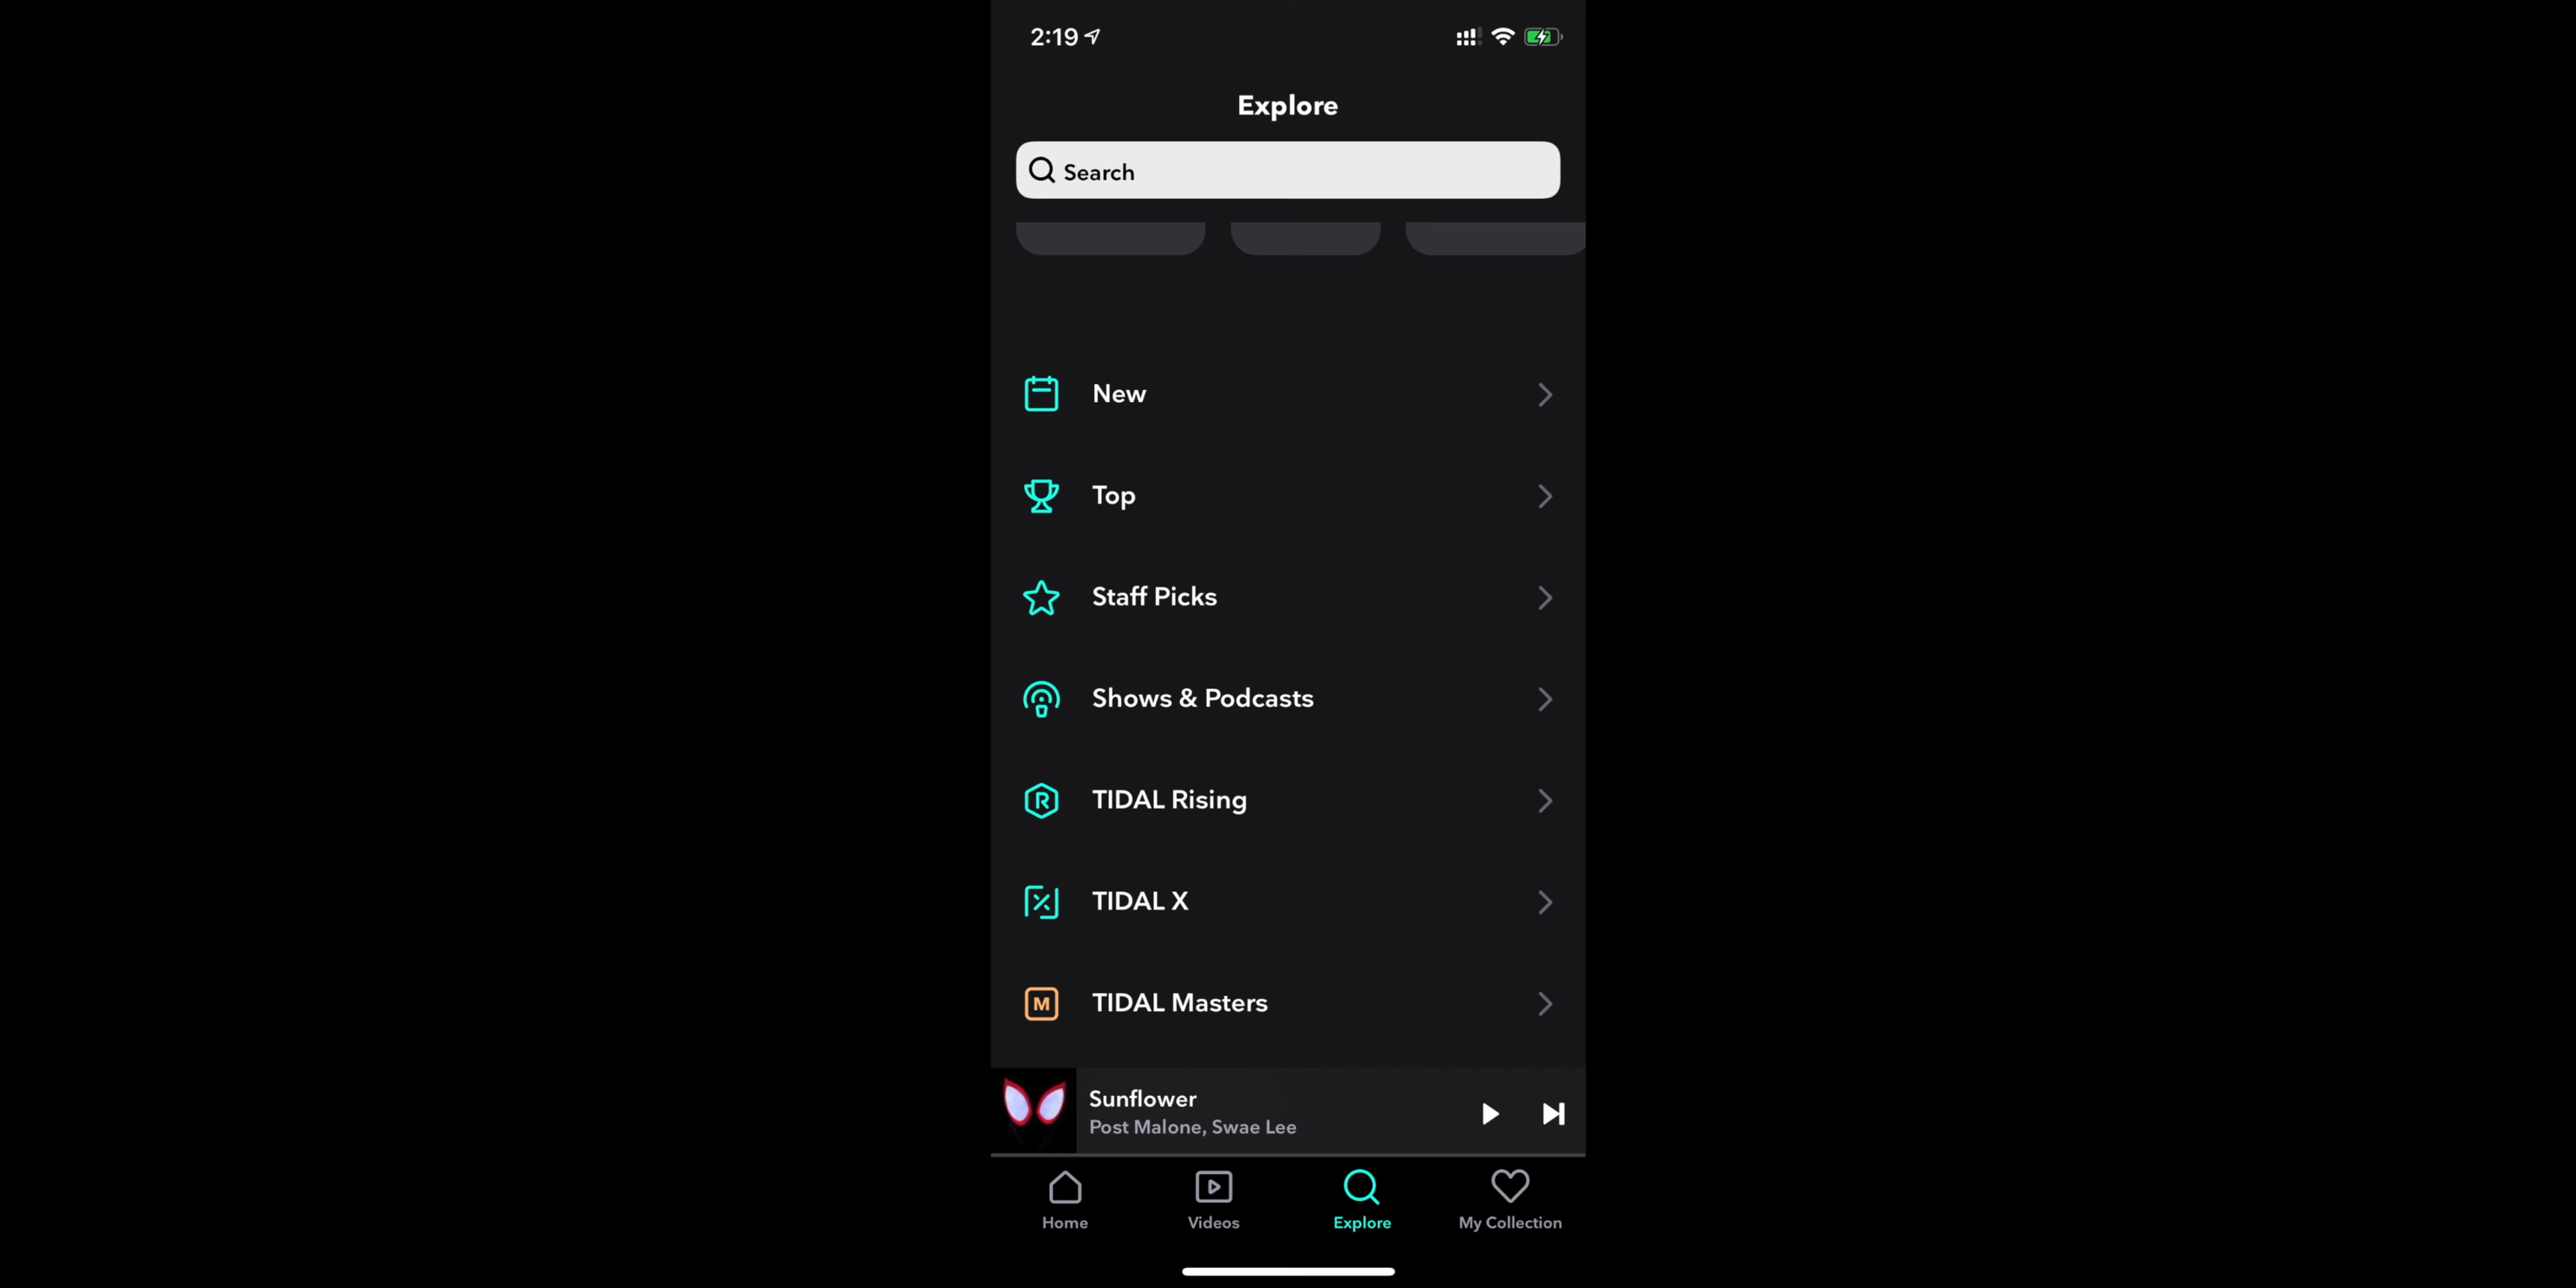 2:19
Explore
Search
New
Top
Staff Picks
Shows & Podcasts
R
TIDAL Rising
TIDAL X
M
TIDAL Masters
Sunflower
Post Malone, Swae Lee
Home
Videos
Explore
My Collection